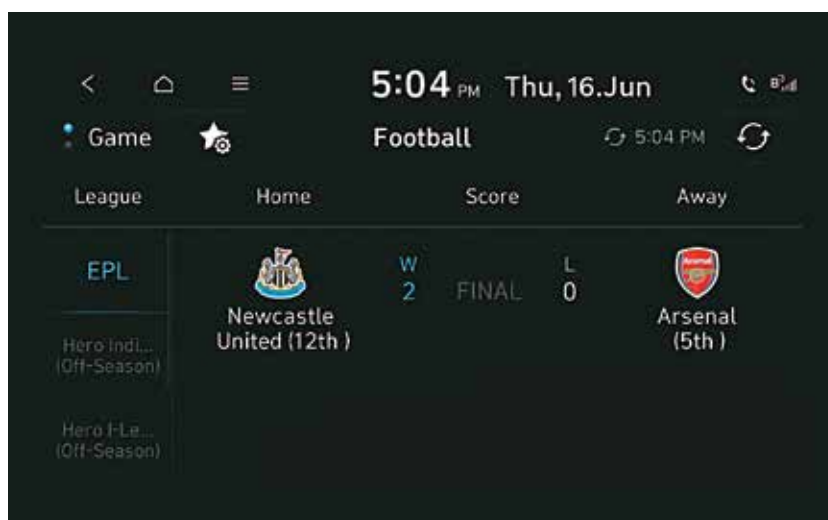 5:04 PM Thu, 16.Jun
Game Football 5:04 PM
League Home Score Away
EPL
W
2
FINAL
L
0
Newcastle
United (12th )
Arsenal
Arsenal
(5th )
Hero Indi...
(Off-Season)
Hero I-Le...
(Off-Season)